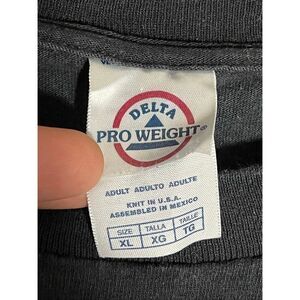 DELTA
PRO WEIGHT®
ADULT ADULTO ADULTE
KNIT IN U.S.A.
ASSEMBLED IN MEXICO
SIZE TALLA TAILLE
XL XG TG